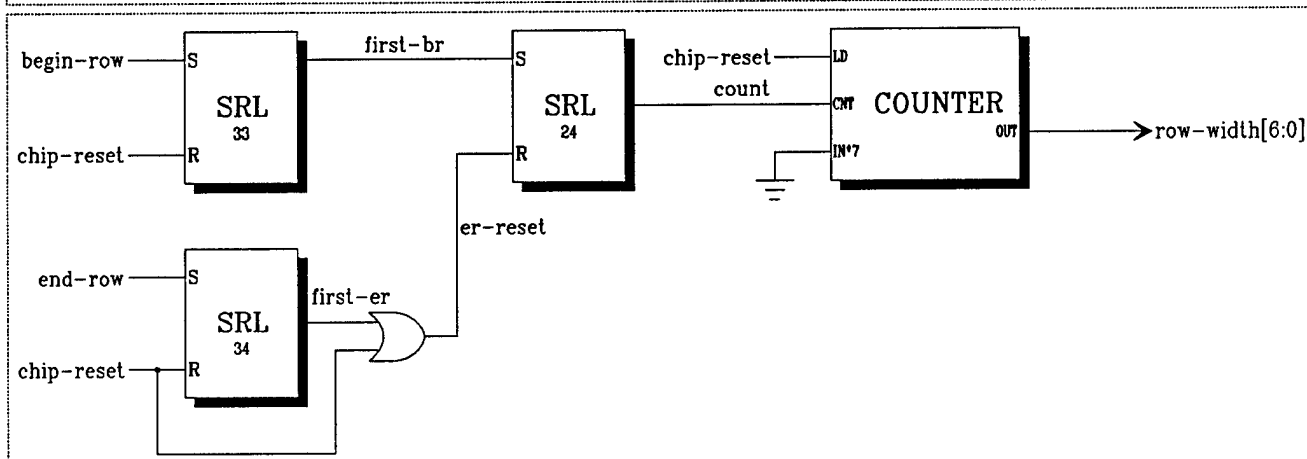 begin-row
S
SRL
33
chip-reset
R
first-br
S
SRL
24
R
chip-reset
LD
count
CNT
COUNTER
OUT
IN*7
row-width[6:0]
er-reset
end-row
S
SRL
34
first-er
chip-reset
R